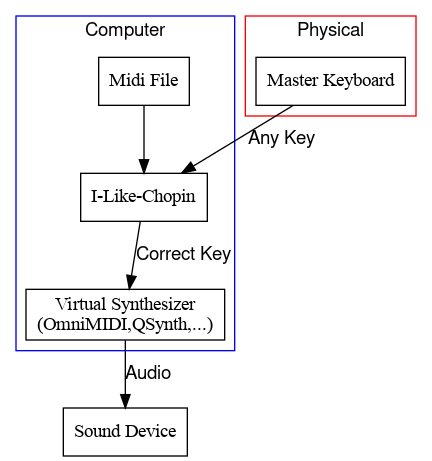 Computer
Physical
Midi File
Master Keyboard
Any Key
I-Like-Chopin
Correct Key
Virtual Synthesizer
(OmniMIDI,QSynth,...)
Audio
Sound Device